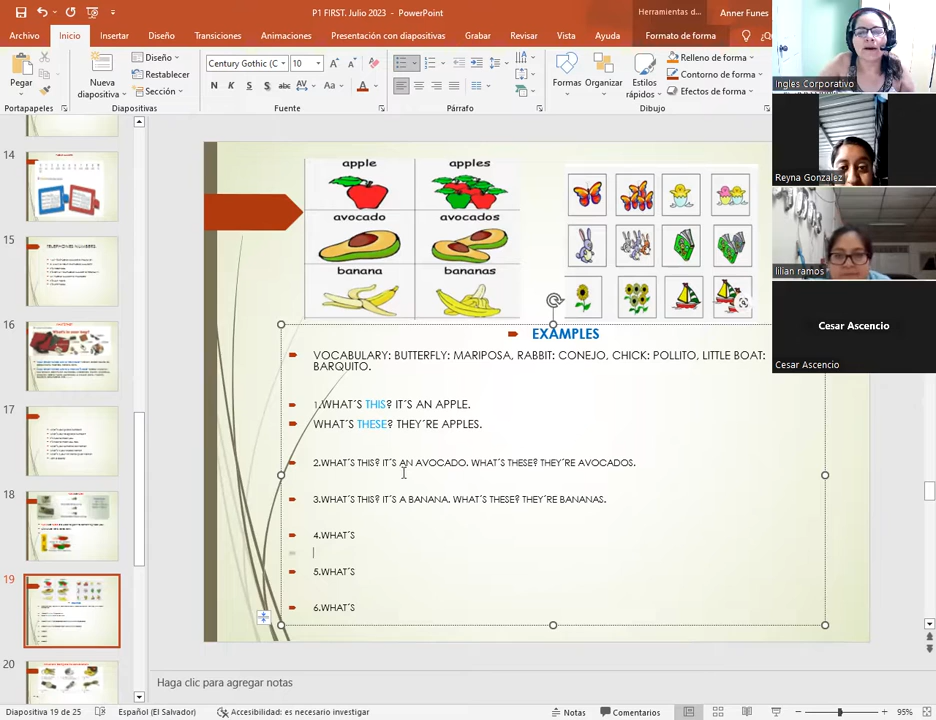 P1 FIRST. Julio 2023 - PowerPoint
Herramientas d...
Anner Funes
Archivo Inicio Insertar Diseño Transiciones Animaciones Presentación con diapositivas Grabar Revisar Vista Ayuda Formato de forma
Pegar
Nueva diapositiva
Diseño
Restablecer
Sección
Century Gothic (C 10
N K S S abc AV Aa A
Formas Organizar Estilos rápidos
Relleno de forma
Contorno de forma
Efectos de forma
Portapapeles Diapositivas Fuente Párrafo Dibujo
Ingles Corporativo
Reyna Gonzalez
lilian ramos
Cesar Ascencio
Cesar Ascencio
14
15
TELEPHONES NUMBERS.
16
17
18
19
20
apple apples
avocado avocados
banana bananas
EXAMPLES
VOCABULARY: BUTTERFLY: MARIPOSA, RABBIT: CONEJO, CHICK: POLLITO, LITTLE BOAT:
BARQUITO.
1.WHAT´S THIS? IT´S AN APPLE.
WHAT´S THESE? THEY´RE APPLES.
2.WHAT´S THIS? IT´S AN AVOCADO. WHAT´S THESE? THEY´RE AVOCADOS.
3.WHAT´S THIS? IT´S A BANANA. WHAT´S THESE? THEY´RE BANANAS.
4.WHAT´S
5.WHAT´S
6.WHAT´S
Haga clic para agregar notas
Diapositiva 19 de 25 Español (El Salvador) Accesibilidad: es necesario investigar Notas Comentarios 95%